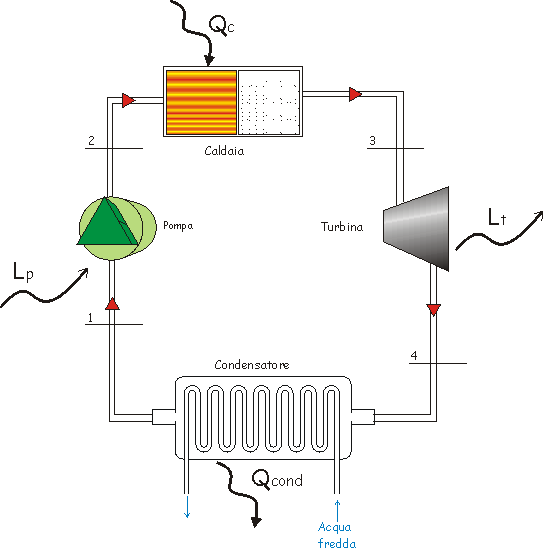 Qc
Caldaia
2
3
Pompa
Turbina
Lt
Lp
1
4
Condensatore
Qcond
Acqua
fredda